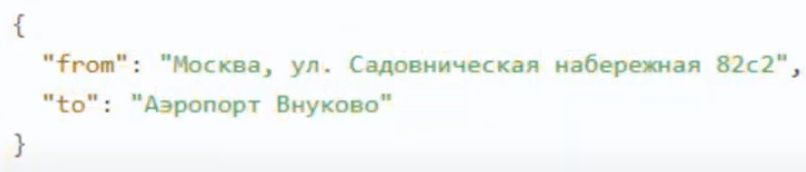 {
"from": "Москва, ул. Садовническая набережная 82с2",
"to": "Аэропорт Внуково"
}